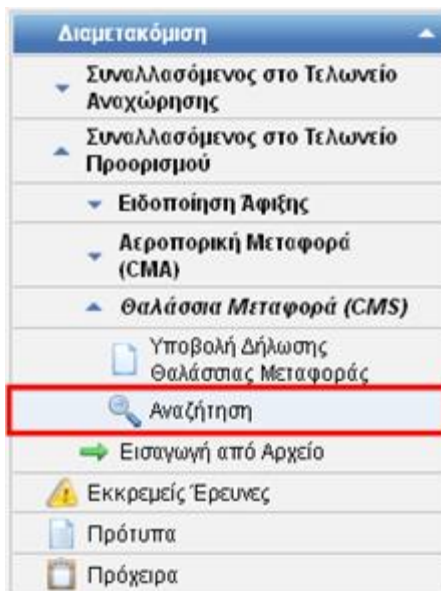 Διαμετακόμιση
Συναλλασόμενος στο Τελωνείο
Αναχώρησης
Συναλλασόμενος στο Τελωνείο
Προορισμού
Ειδοποίηση Άφιξης
Αεροπορική Μεταφορά
(CMA)
Θαλάσσια Μεταφορά (CMS)
Υποβολή Δήλωσης
Θαλάσσιας Μεταφοράς
Αναζήτηση
Εισαγωγή από Αρχείο
Εκκρεμείς Έρευνες
Πρότυπα
Πρόχειρα